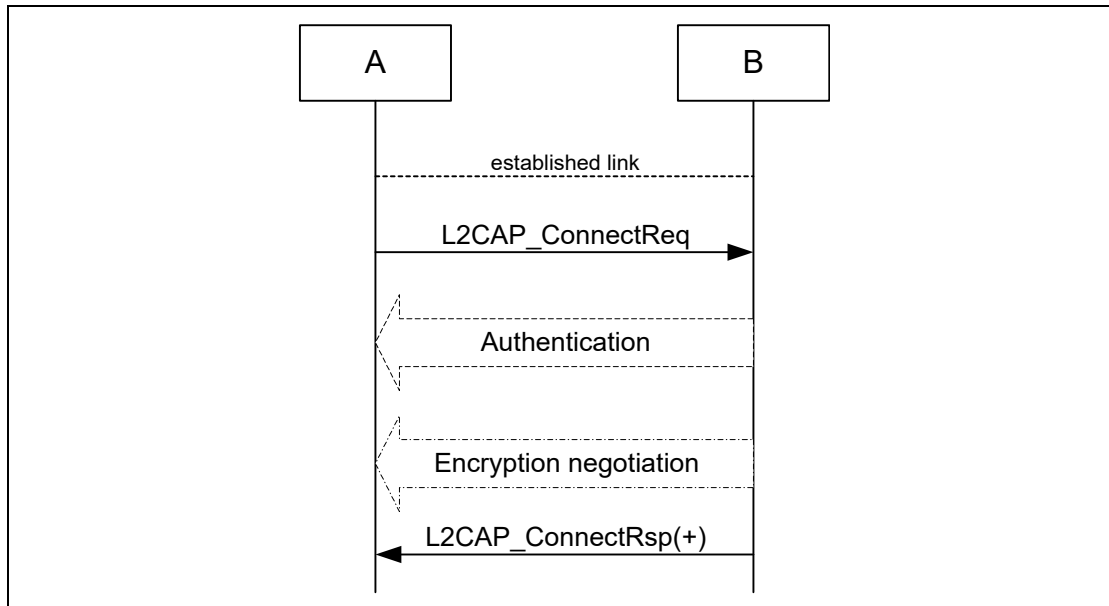 A
B
established link
L2CAP_ConnectReq
Authentication
Encryption negotiation
L2CAP_ConnectRsp(+)